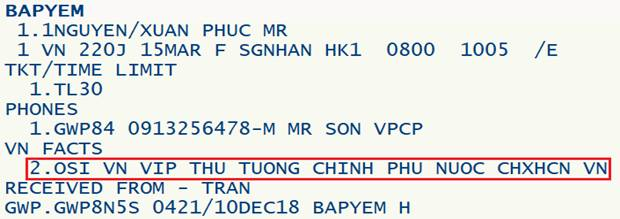 BAPYEM
1.1NGUYEN/XUAN PHUC MR
1 VN 220J 15MAR F SGNHAN HK1 0800 1005 /E
TKT/TIME LIMIT
1.TL30
PHONES
1.GWP84 0913256478-M MR SON VPCP
VN FACTS
2.OSI VN VIP THU TUONG CHINH PHU NUOC CHXHCN VN
RECEIVED FROM - TRAN
GWP.GWP8N5S 0421/10DEC18 BAPYEM H